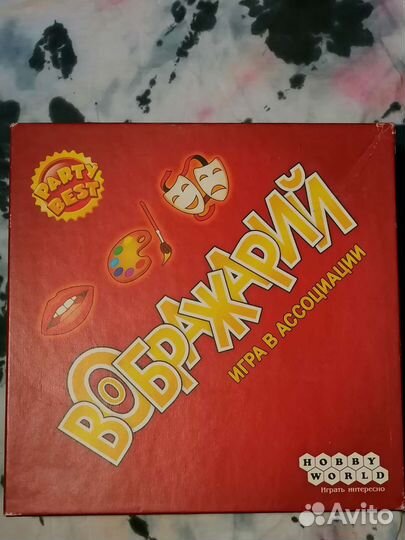 PARTY
BEST
ВООБРАЖАРИЙ
ИГРА В АССОЦИАЦИИ
HOBBY
WORLD
Играть интересно
Avito